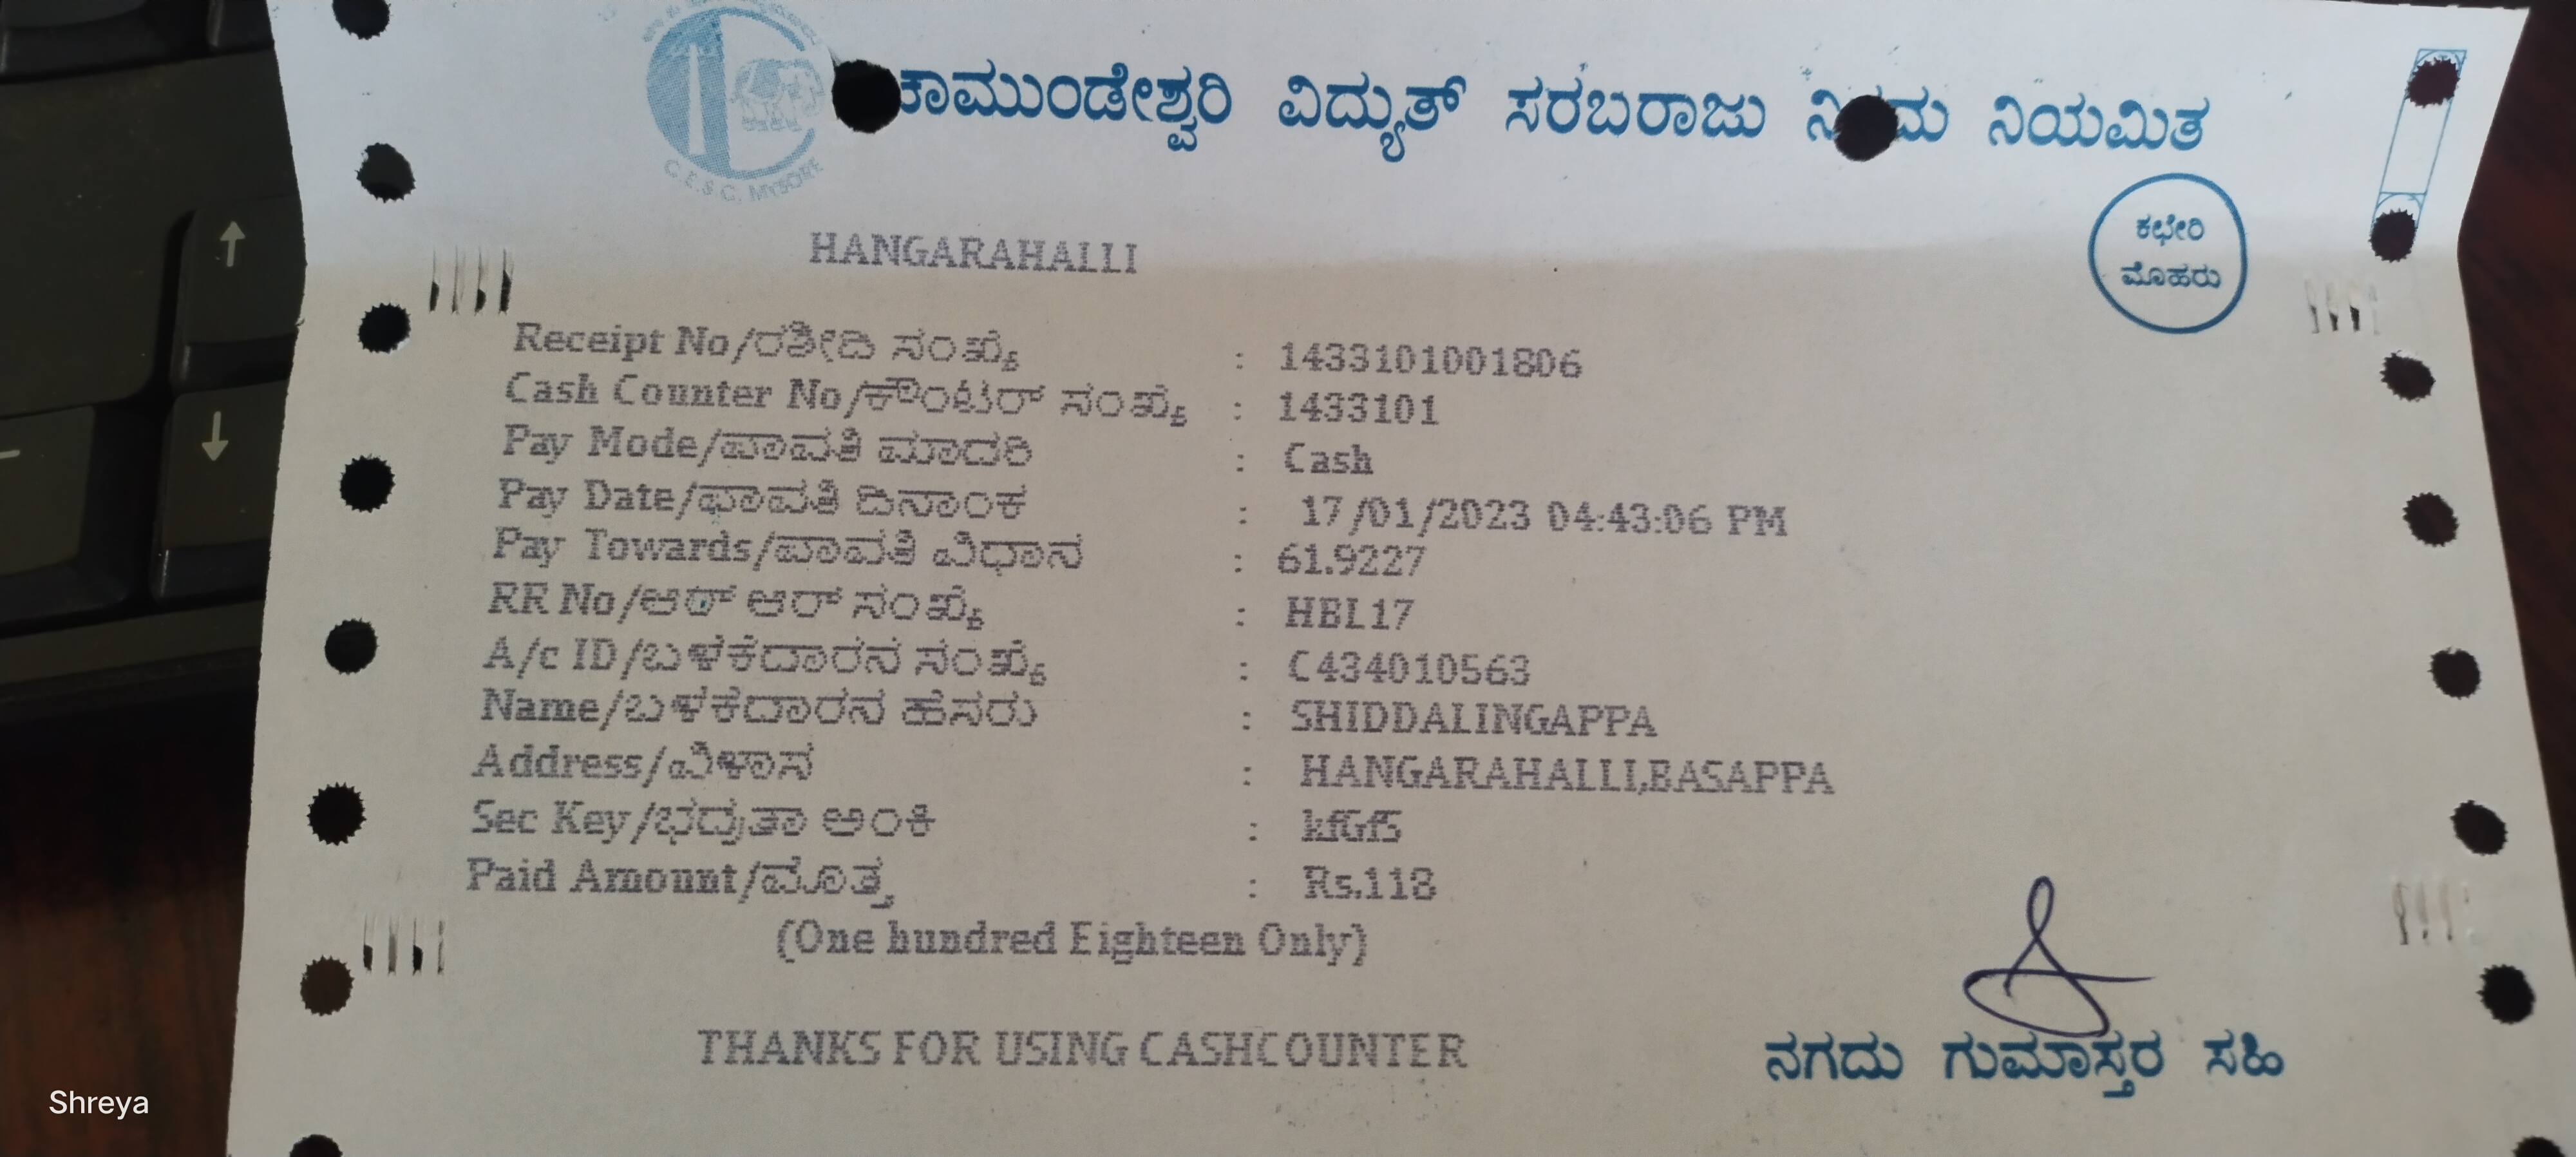 C.E.S C. MYSORE
ಚಾಮುಂಡೇಶ್ವರಿ ವಿದ್ಯುತ್ ಸರಬರಾಜು ನಿಯಮಿತ
ಕಛೇರಿ
ಮೊಹರು
HANGARAHALLI
Receipt No/ರಶೀದಿ ಸಂಖ್ಯೆ : 1433101001806
Cash Counter No/ಕೌಂಟರ್ ಸಂಖ್ಯೆ : 1433101
Pay Mode/ಪಾವತಿ ಮಾದರಿ : Cash
Pay Date/ಪಾವತಿ ದಿನಾಂಕ : 17/01/2023 04:43:06 PM
Pay Towards/ಪಾವತಿ ವಿಧಾನ : 61.9227
RR No/ಆರ್ ಆರ್ ಸಂಖ್ಯೆ : HBL17
A/c ID/ಬಳಕೆದಾರನ ಸಂಖ್ಯೆ : C434010563
Name/ಬಳಕೆದಾರನ ಹೆಸರು : SHIDDALINGAPPA
Address/ವಿಳಾಸ : HANGARAHALLI,BASAPPA
Sec Key/ಭದ್ರತಾ ಅಂಕಿ :
Paid Amount/ಮೊತ್ತ : Rs.118
(One hundred Eighteen Only)
THANKS FOR USING CASHCOUNTER
ನಗದು ಗುಮಾಸ್ತರ ಸಹಿ
Shreya